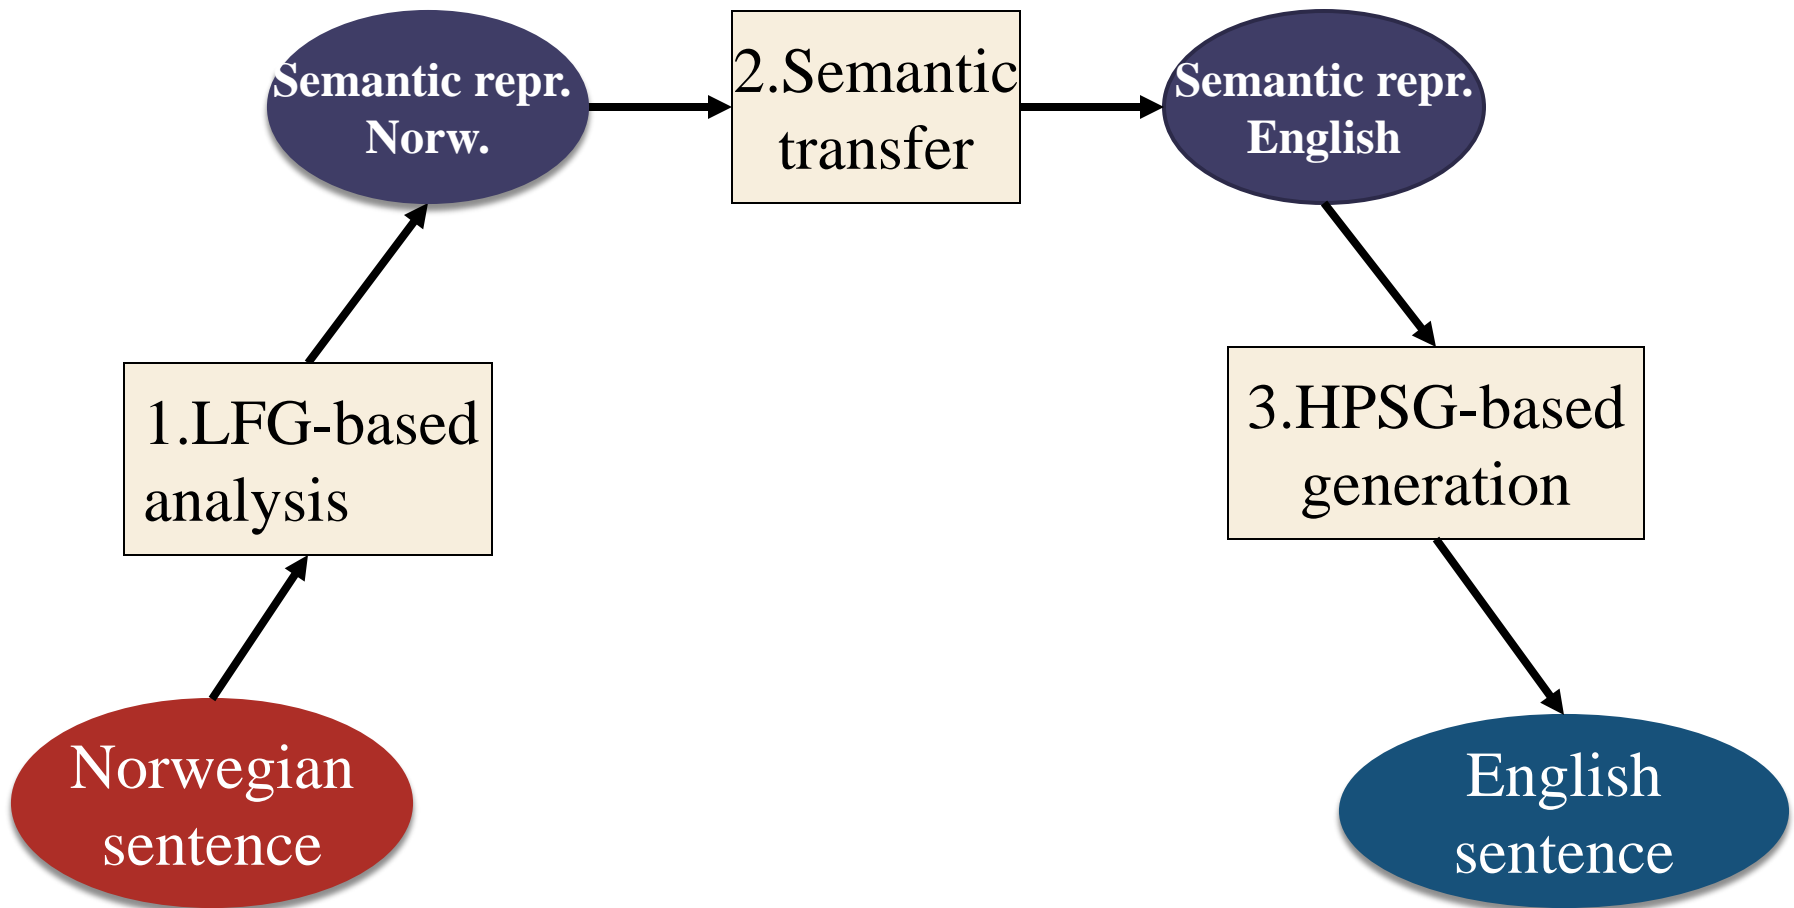 Semantic repr.
Norw.
2.Semantic
transfer
Semantic repr.
English
1.LFG-based
analysis
3.HPSG-based
generation
Norwegian
sentence
English
sentence